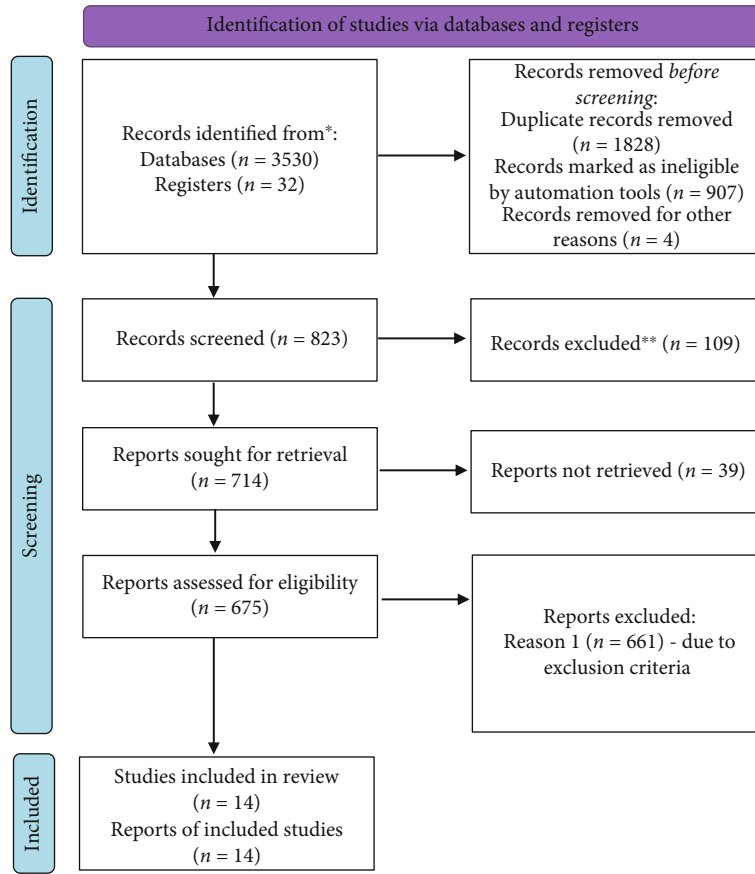 Identification of studies via databases and registers
Identification
Records identified from*:
Databases (n = 3530)
Registers (n = 32)
Records removed before
screening:
Duplicate records removed
(n = 1828)
Records marked as ineligible
by automation tools (n = 907)
Records removed for other
reasons (n = 4)
Screening
Records screened (n = 823)
Records excluded** (n = 109)
Reports sought for retrieval
(n = 714)
Reports not retrieved (n = 39)
Reports assessed for eligibility
(n = 675)
Reports excluded:
Reason 1 (n = 661) - due to
exclusion criteria
Included
Studies included in review
(n = 14)
Reports of included studies
(n = 14)